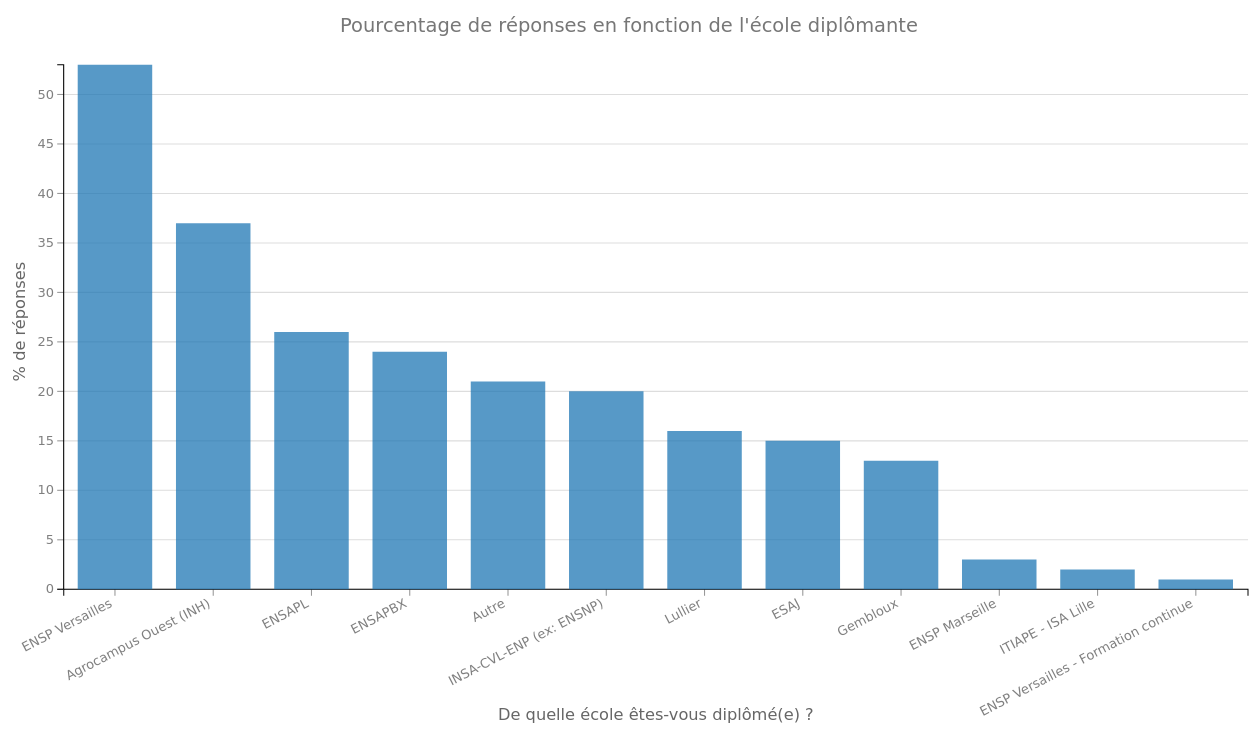 Pourcentage de réponses en fonction de l'école diplômante
% de réponses
50
45
40
35
30
25
20
15
10
5
0
ENSP Versailles
Agrocampus Ouest (INH)
ENSAPL
ENSAPBX
Autre
INSA-CVL-ENP (ex: ENSNP)
Lullier
ESAJ
Gembloux
ENSP Marseille
ITIAPE - ISA Lille
ENSP Versailles - Formation continue
De quelle école êtes-vous diplômé(e) ?